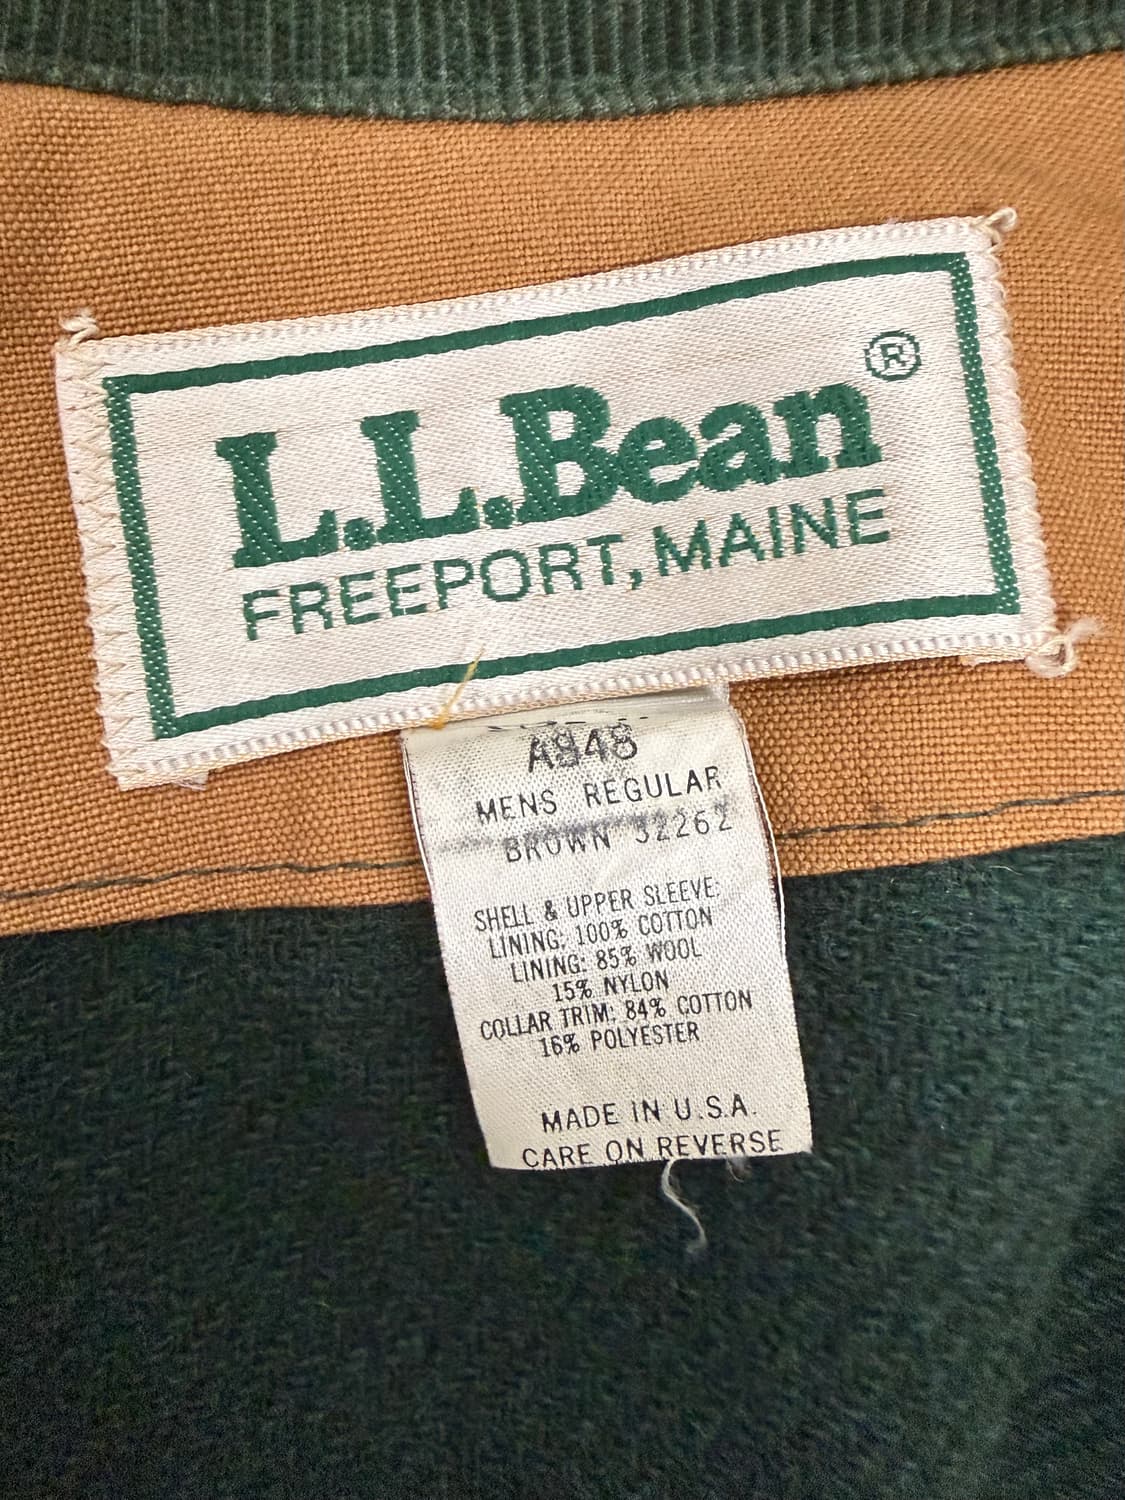 L.L.Bean®
FREEPORT, MAINE
A948
MENS REGULAR
BROWN 32262
SHELL & UPPER SLEEVE
LINING: 100% COTTON
LINING: 85% WOOL
15% NYLON
COLLAR TRIM: 84% COTTON
16% POLYESTER
MADE IN U.S.A.
CARE ON REVERSE